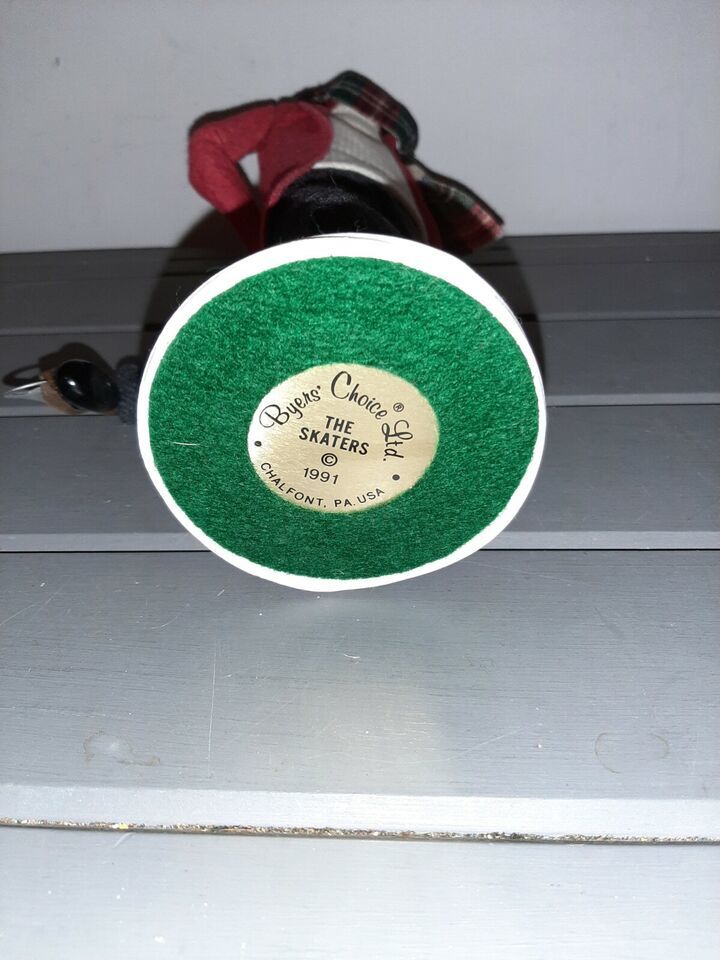 Byers' Choice® Ltd.
THE
SKATERS
©
1991
CHALFONT, PA. USA